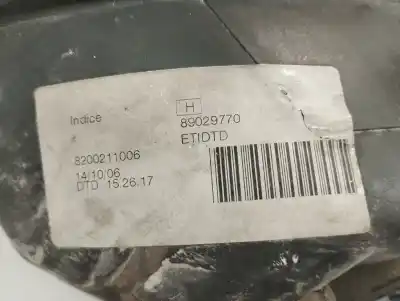 H
Indice 89029770
ETIDTD
8200211006
14/10/06
DTD 15.26.17